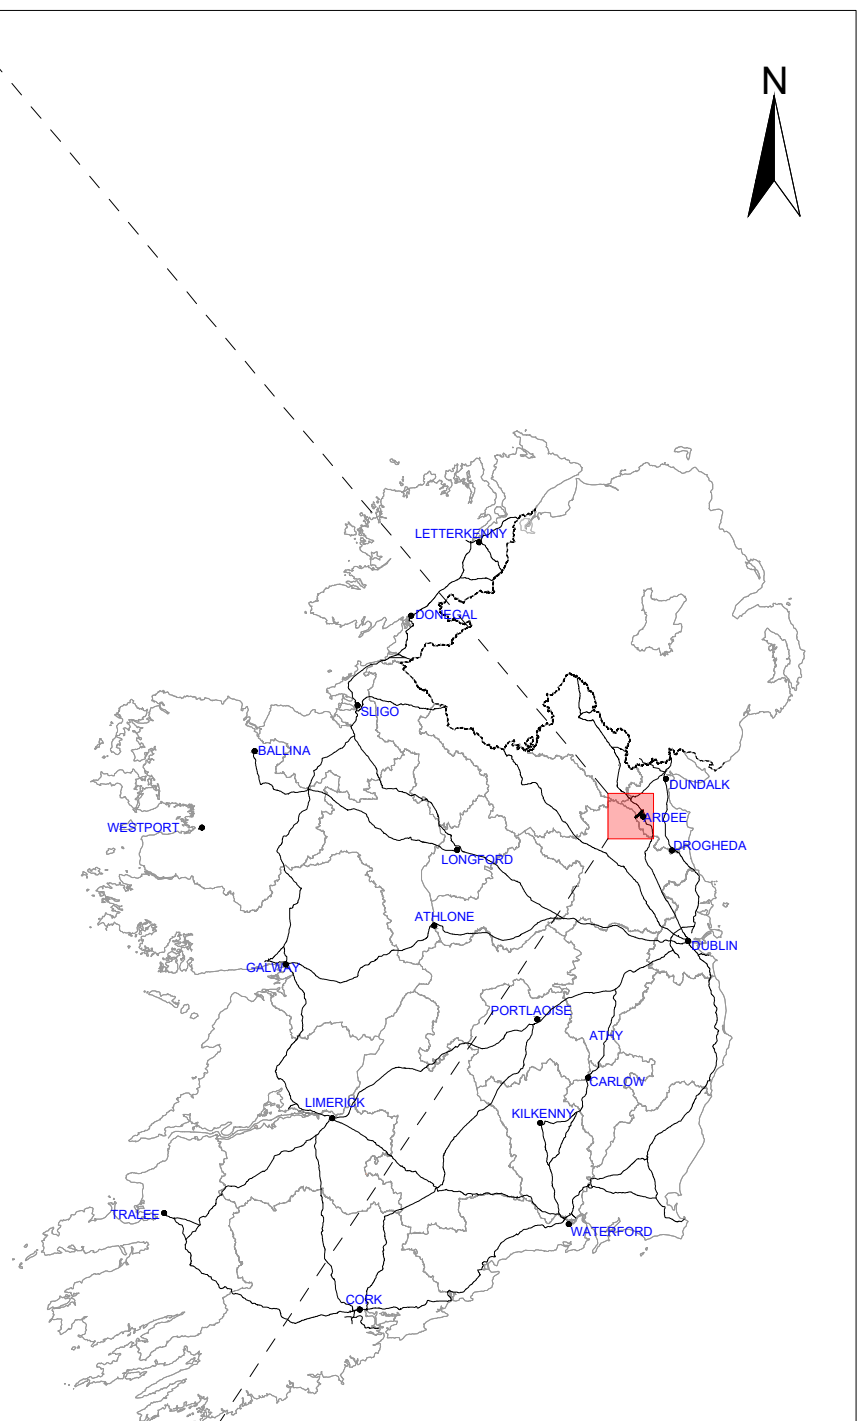 N
LETTERKENNY
DONEGAL
SLIGO
BALLINA
DUNDALK
WESTPORT
ARDEE
DROGHEDA
LONGFORD
ATHLONE
DUBLIN
GALWAY
PORTLAOISE
ATHY
CARLOW
LIMERICK
KILKENNY
TRALEE
WATERFORD
CORK